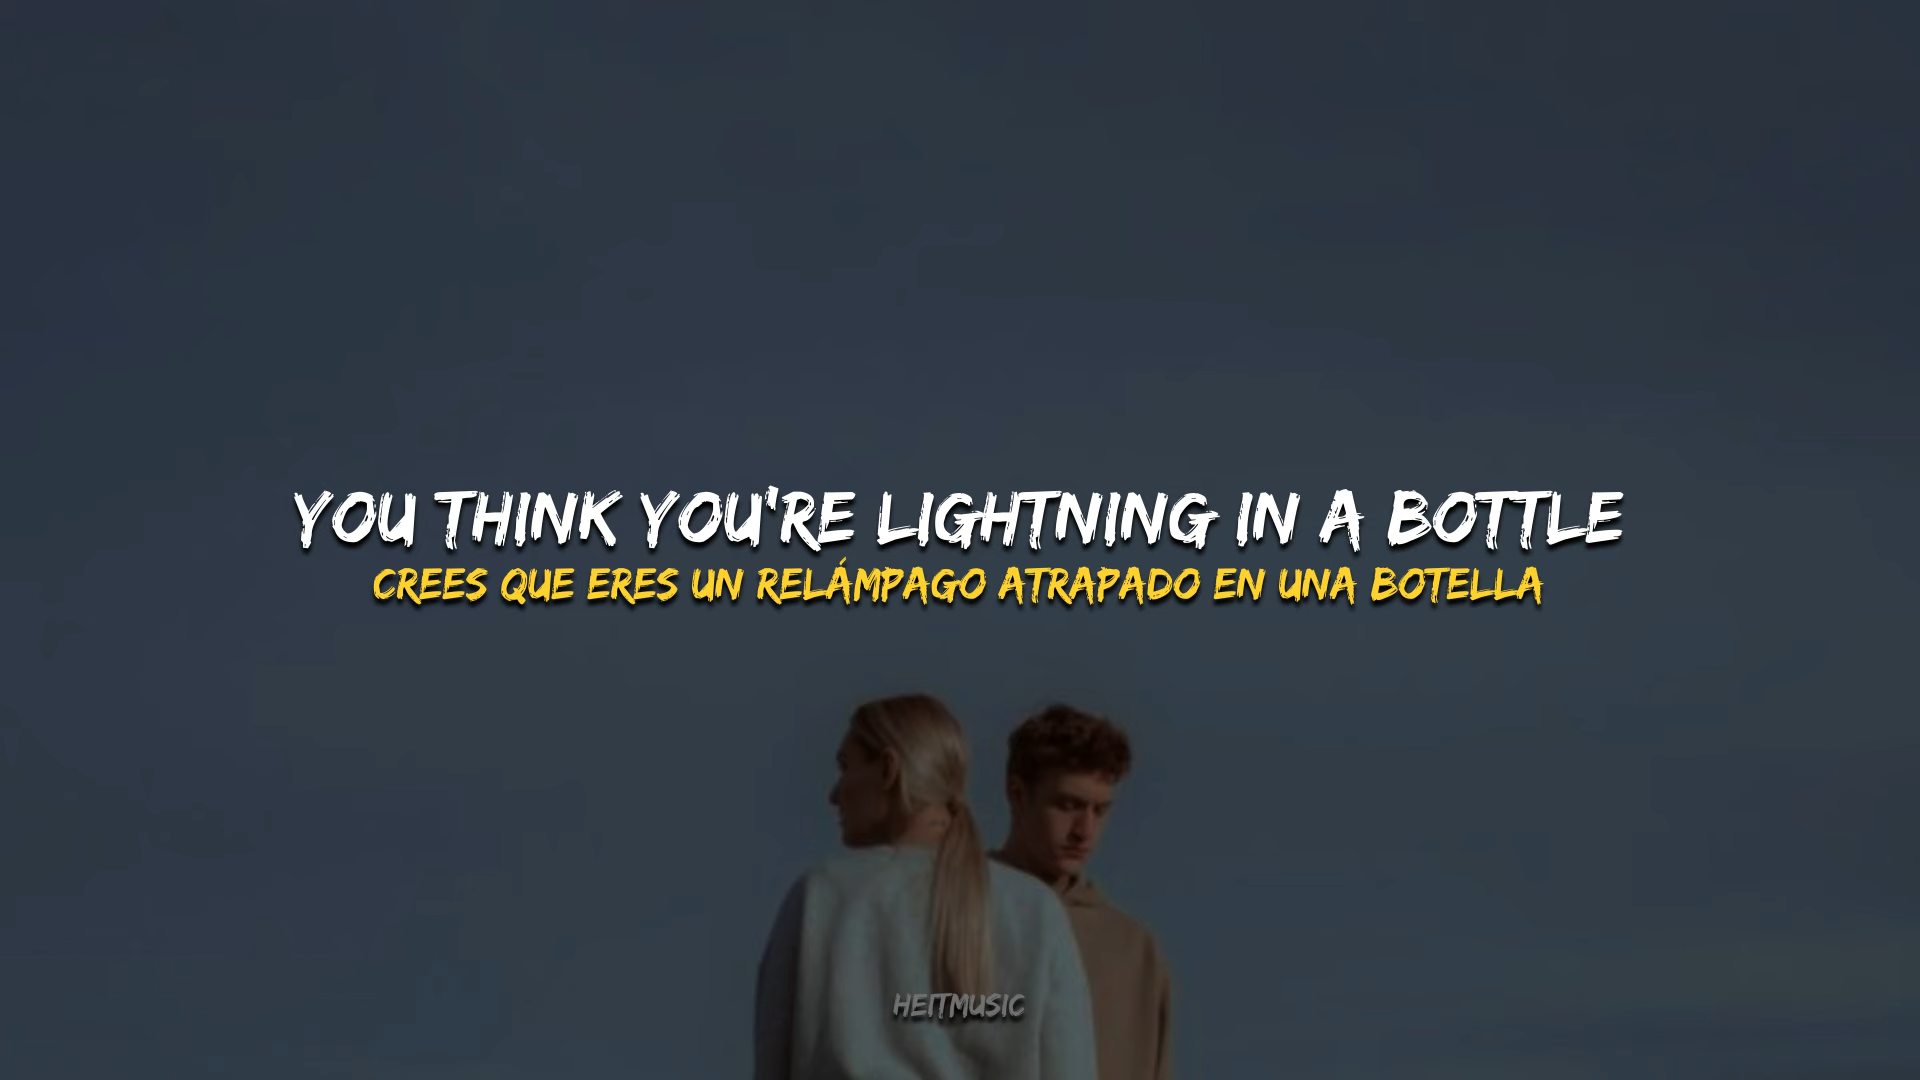 YOU THINK YOU'RE LIGHTNING IN A BOTTLE
CREES QUE ERES UN RELÁMPAGO ATRAPADO EN UNA BOTELLA
HEITMUSIC